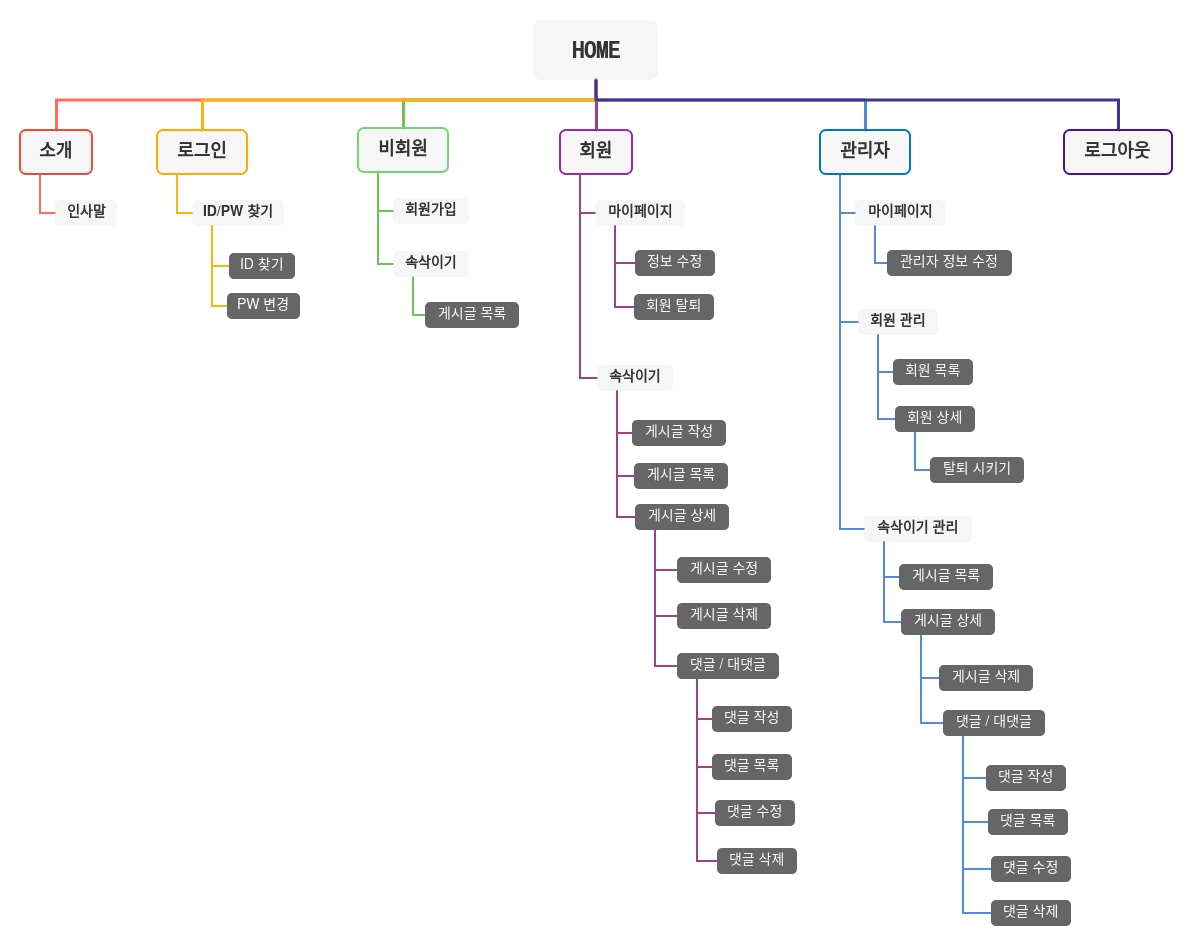 HOME
소개
인사말
로그인
ID/PW 찾기
ID 찾기
PW 변경
비회원
회원가입
속삭이기
게시글 목록
회원
마이페이지
정보 수정
회원 탈퇴
속삭이기
게시글 작성
게시글 목록
게시글 상세
게시글 수정
게시글 삭제
댓글 / 대댓글
댓글 작성
댓글 목록
댓글 수정
댓글 삭제
관리자
마이페이지
관리자 정보 수정
회원 관리
회원 목록
회원 상세
탈퇴 시키기
속삭이기 관리
게시글 목록
게시글 상세
게시글 삭제
댓글 / 대댓글
댓글 작성
댓글 목록
댓글 수정
댓글 삭제
로그아웃